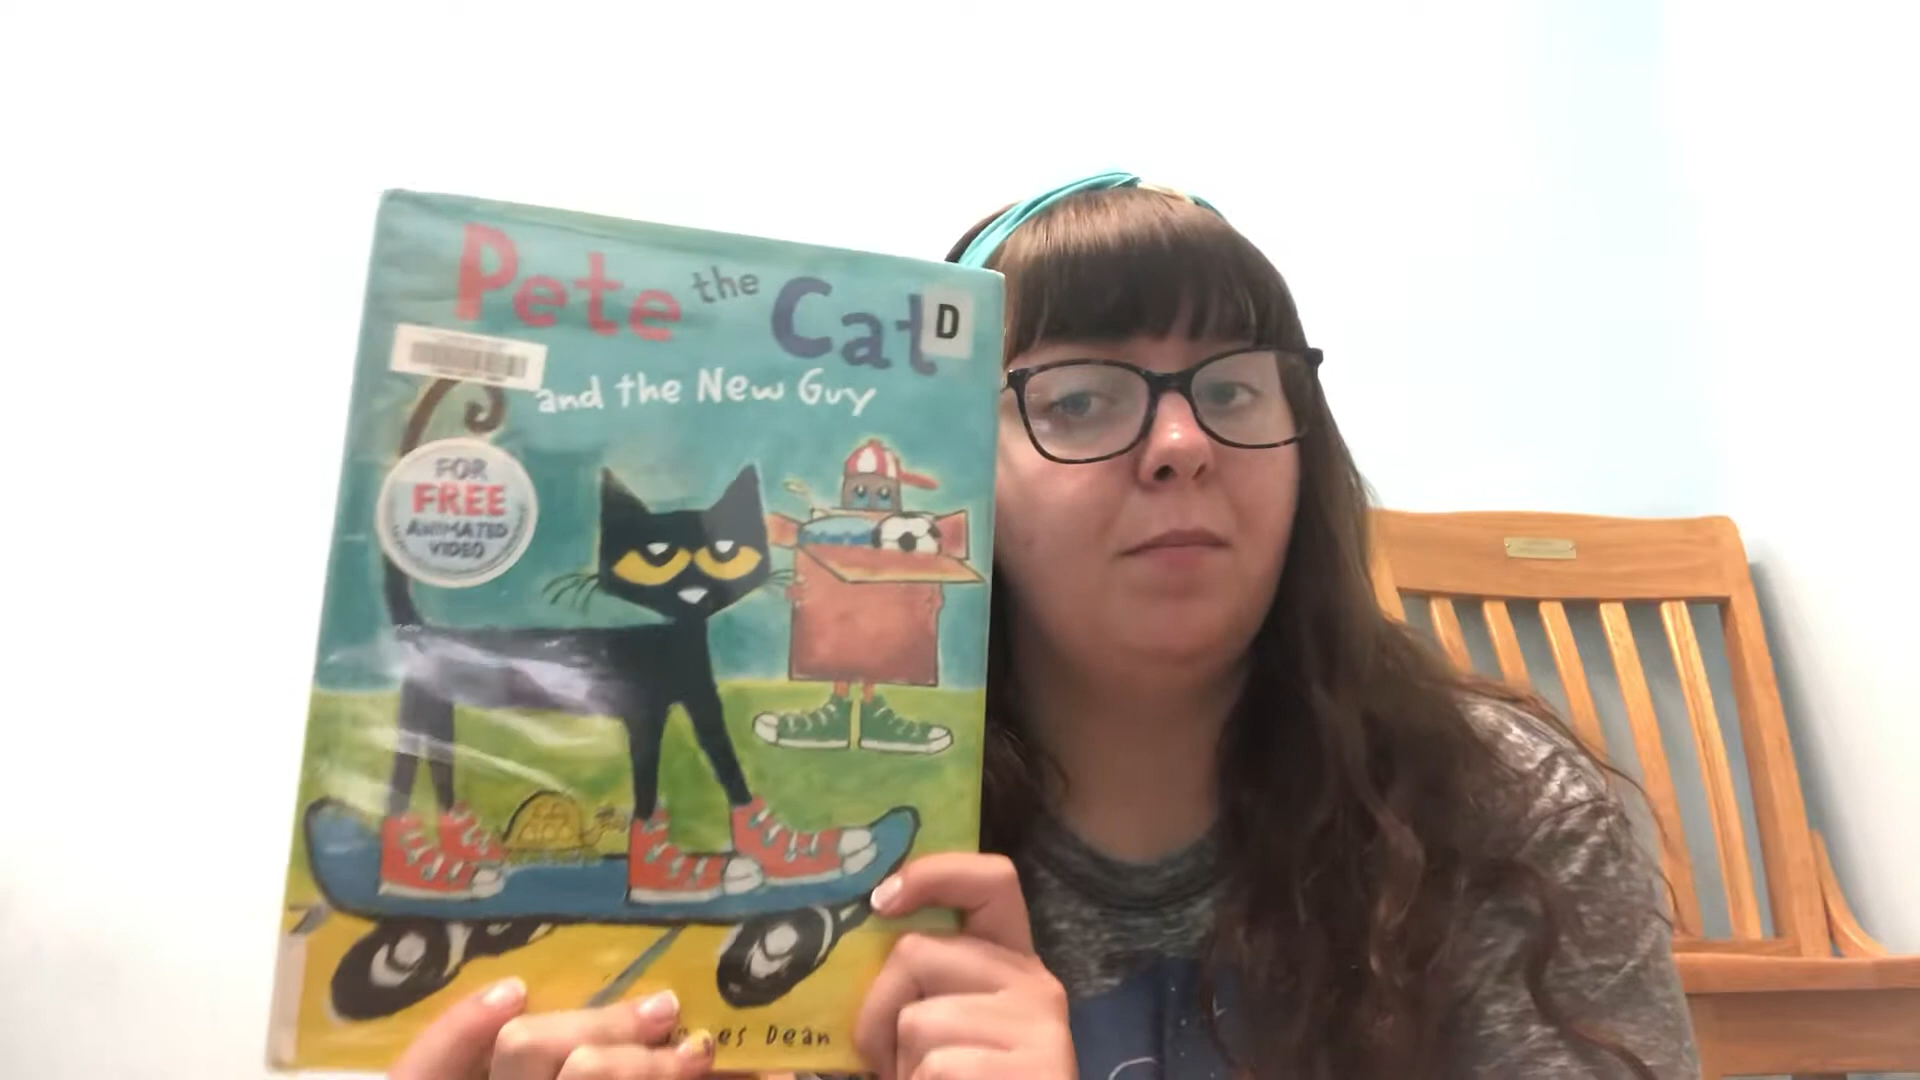 Pete the Cat
D
and the New Guy
FOR
FREE
ANIMATED
VIDEO
Dean